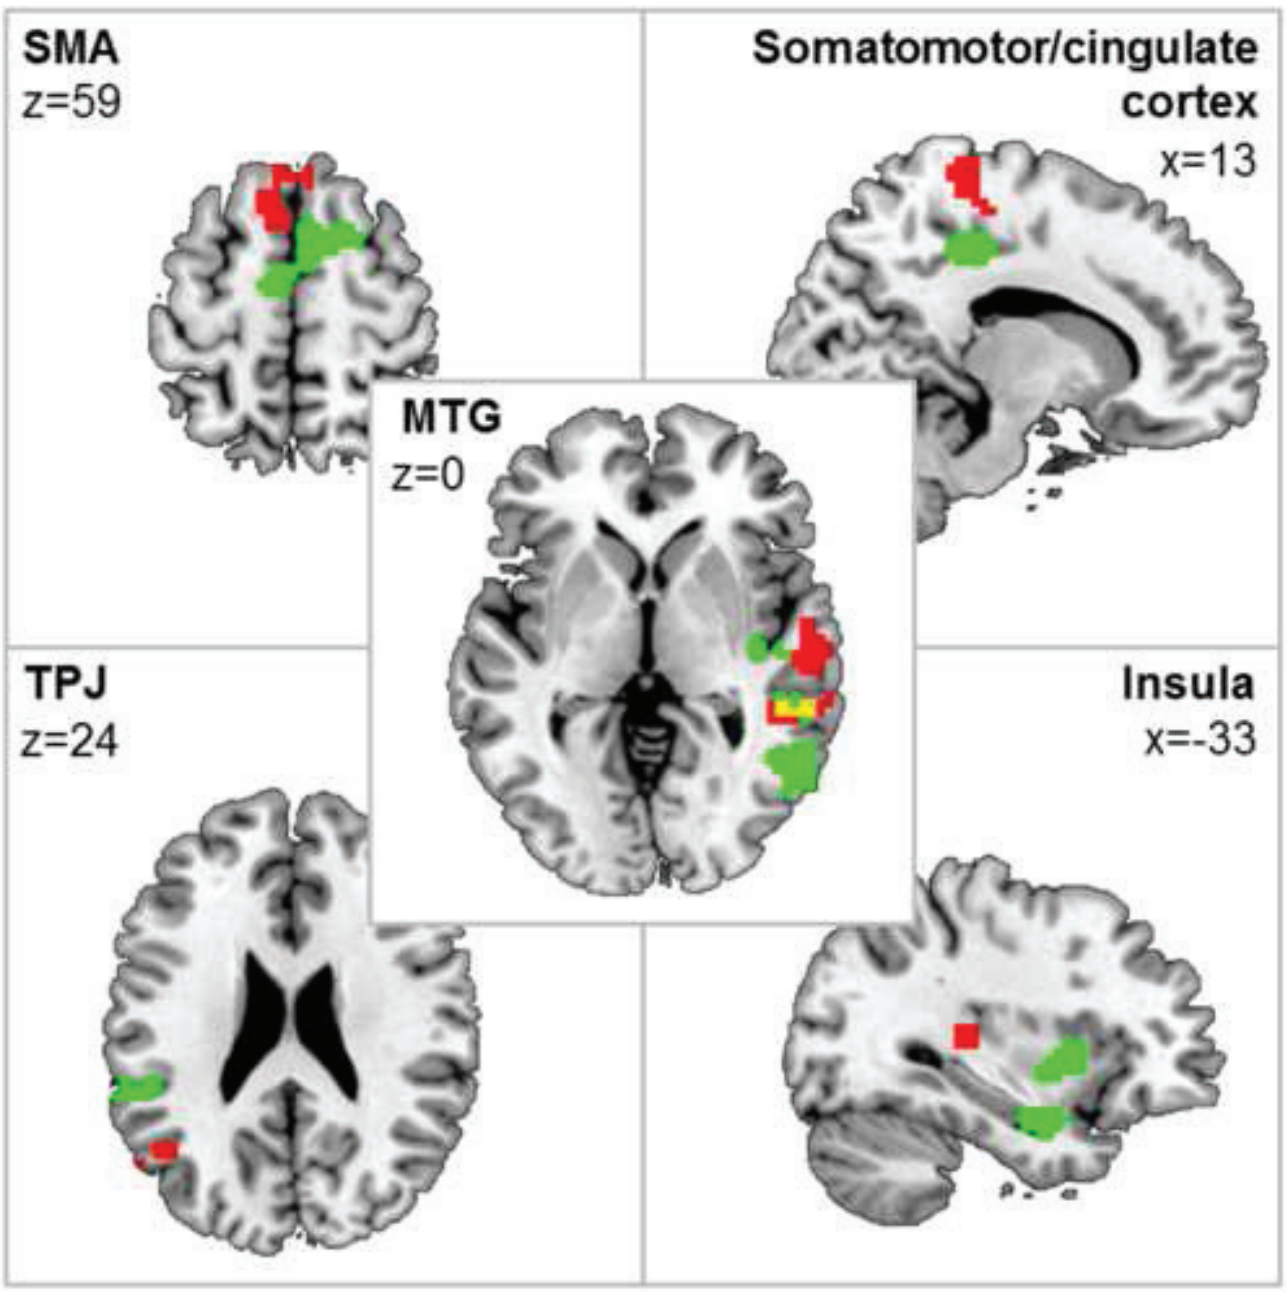 SMA
z=59
Somatomotor/cingulate
cortex
x=13
MTG
z=0
TPJ
z=24
Insula
x=-33